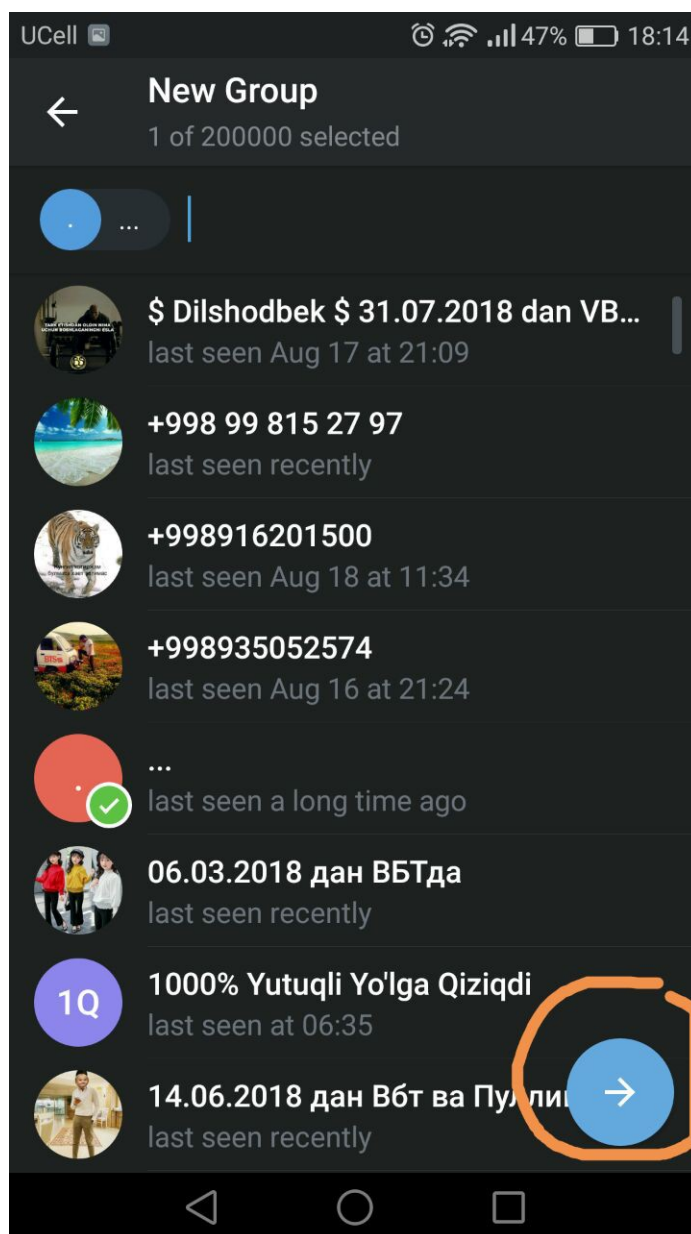 UCell 47% 18:14
New Group
1 of 200000 selected
. ...
$ Dilshodbek $ 31.07.2018 dan VB...
last seen Aug 17 at 21:09
+998 99 815 27 97
last seen recently
+998916201500
last seen Aug 18 at 11:34
+998935052574
last seen Aug 16 at 21:24
...
last seen a long time ago
06.03.2018 дан ВБТда
last seen recently
1Q
1000% Yutuqli Yo'lga Qiziqdi
last seen at 06:35
14.06.2018 дан Вбт ва Пулли
last seen recently